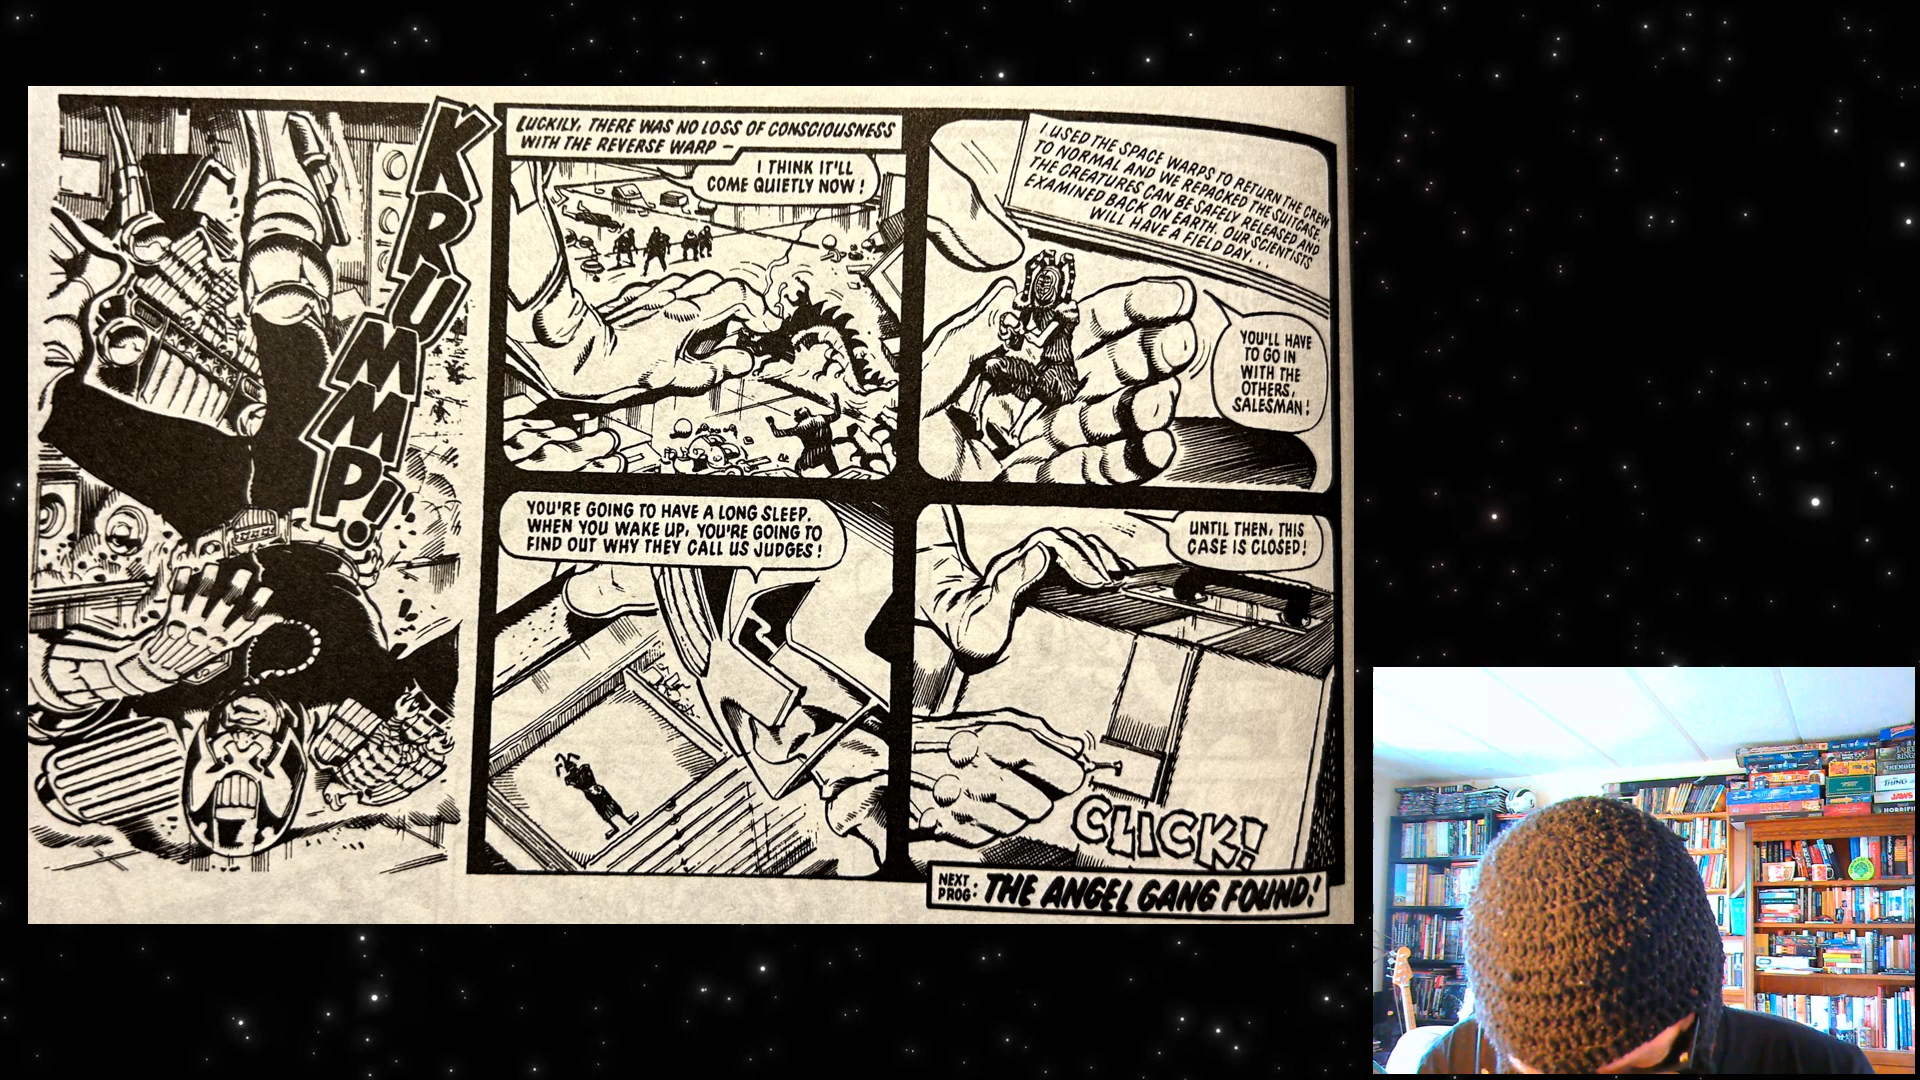 KRUMMP!
LUCKILY, THERE WAS NO LOSS OF CONSCIOUSNESS
WITH THE REVERSE WARP –
I THINK IT'LL
COME QUIETLY NOW!
I USED THE SPACE WARPS TO RETURN THE CREW
TO NORMAL AND WE REPACKED THE SUITCASE.
THE CREATURES CAN BE SAFELY RELEASED AND
EXAMINED BACK ON EARTH. OUR SCIENTISTS
WILL HAVE A FIELD DAY...
YOU'LL HAVE
TO GO IN
WITH THE
OTHERS,
SALESMAN!
YOU'RE GOING TO HAVE A LONG SLEEP.
WHEN YOU WAKE UP, YOU'RE GOING TO
FIND OUT WHY THEY CALL US JUDGES!
UNTIL THEN, THIS
CASE IS CLOSED!
CLICK!
NEXT
PROG:
THE ANGEL GANG FOUND!
JAWS